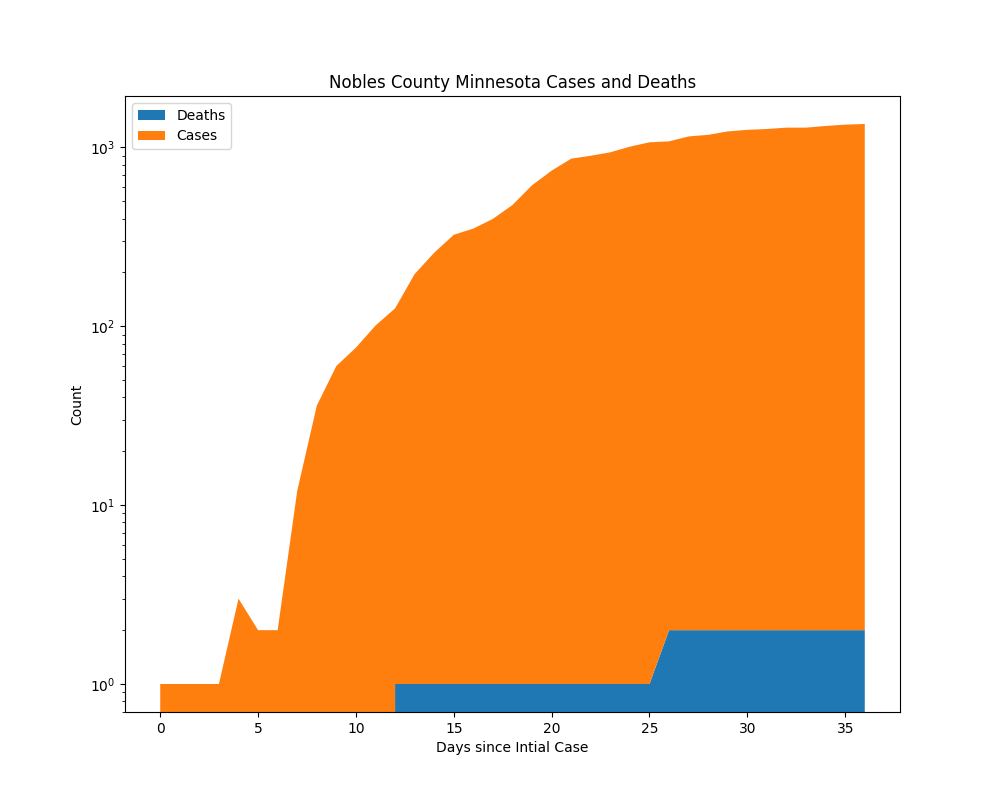 Nobles County Minnesota Cases and Deaths
Deaths
Cases
10³
10²
10¹
10⁰
Count
0 5 10 15 20 25 30 35
Days since Intial Case